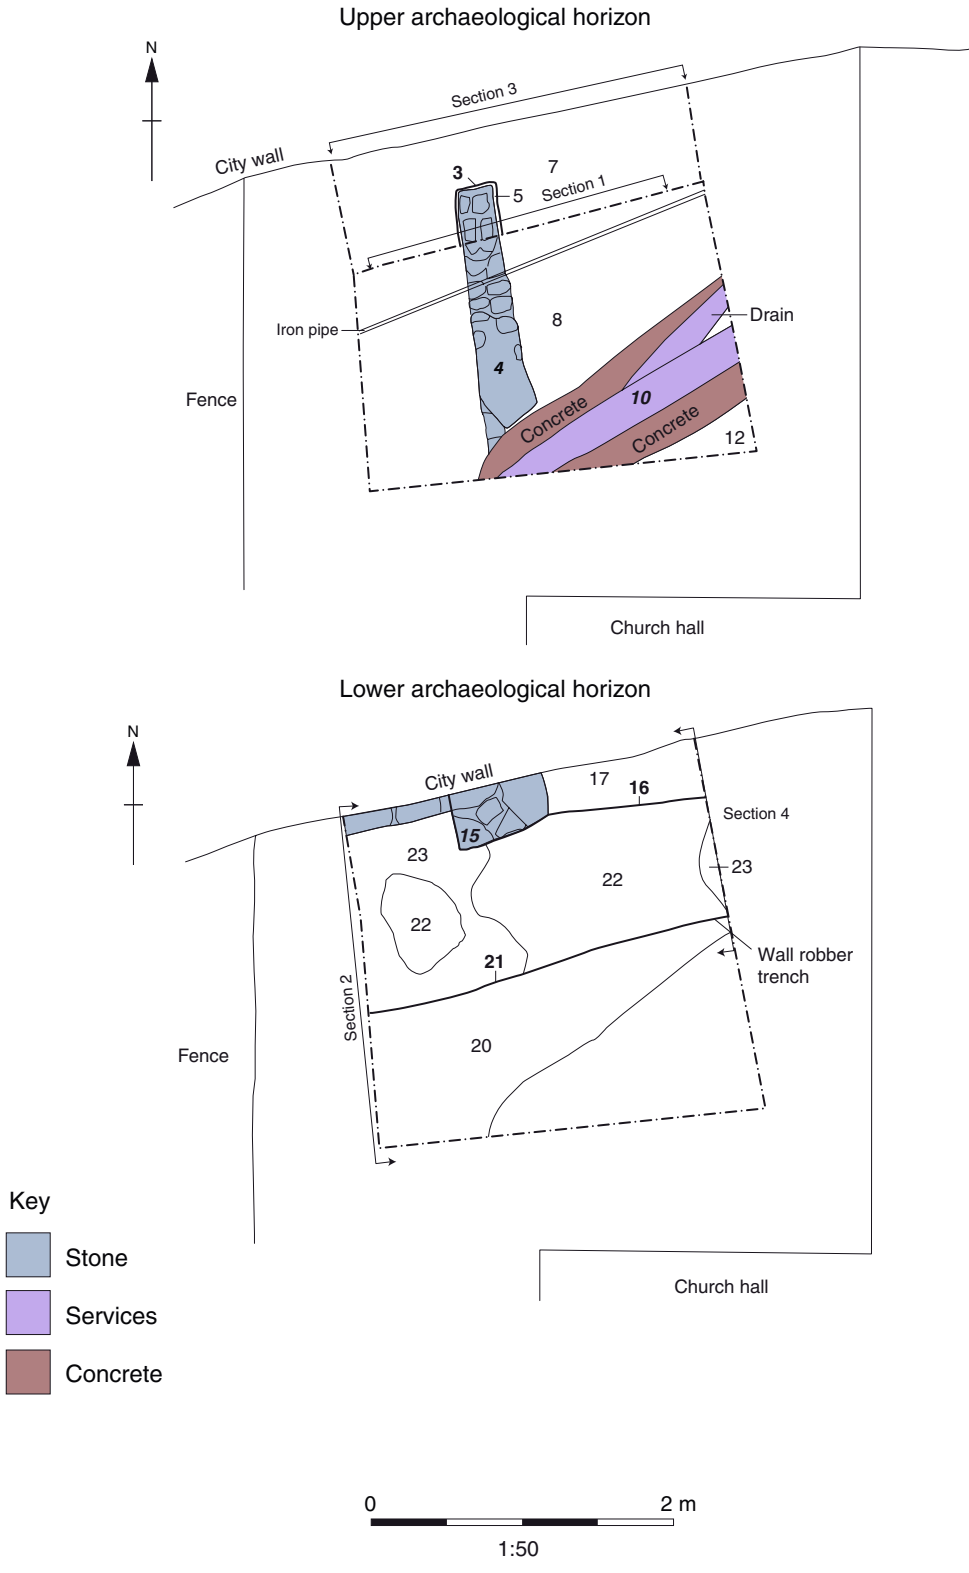 Upper archaeological horizon
N
Section 3
City wall
3
7
5
Section 1
Iron pipe
8
Drain
4
Fence
10
Concrete
Concrete
12
Church hall
Lower archaeological horizon
N
City wall
17
16
Section 4
15
23
23
22
22
21
Wall robber
trench
Section 2
20
Fence
Key
Stone
Church hall
Services
Concrete
0
2 m
1:50